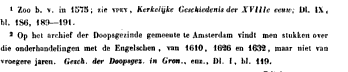 ¹ Zoo b. v. in 1575; zie YPEY, Kerkelijke Geschiedenis der XVIIIe eeuw; Dl. IX,
bl. 186, 189—191.
² Op het archief der Doopsgezinde gemeente te Amsterdam vindt men stukken over
die onderhandelingen met de Engelschen, van 1610, 1626 en 1632, maar niet van
vroegere jaren. Gesch. der Doopsgez. in Gron., enz., Dl. I, bl. 119.